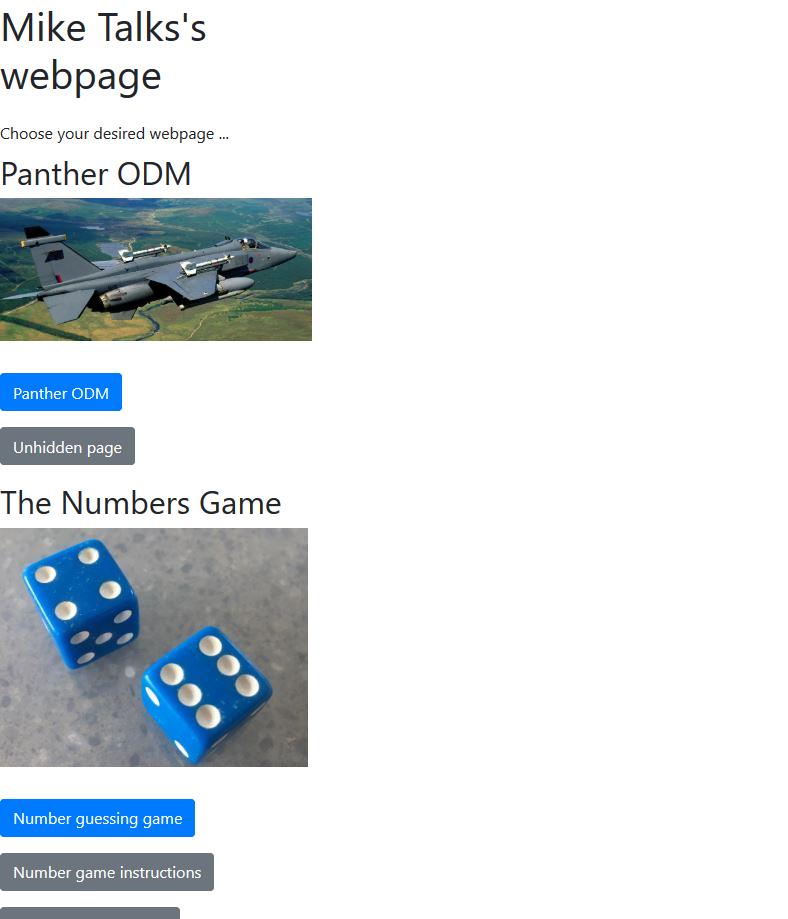 Mike Talks's
webpage
Choose your desired webpage ...
Panther ODM
Panther ODM
Unhidden page
The Numbers Game
Number guessing game
Number game instructions